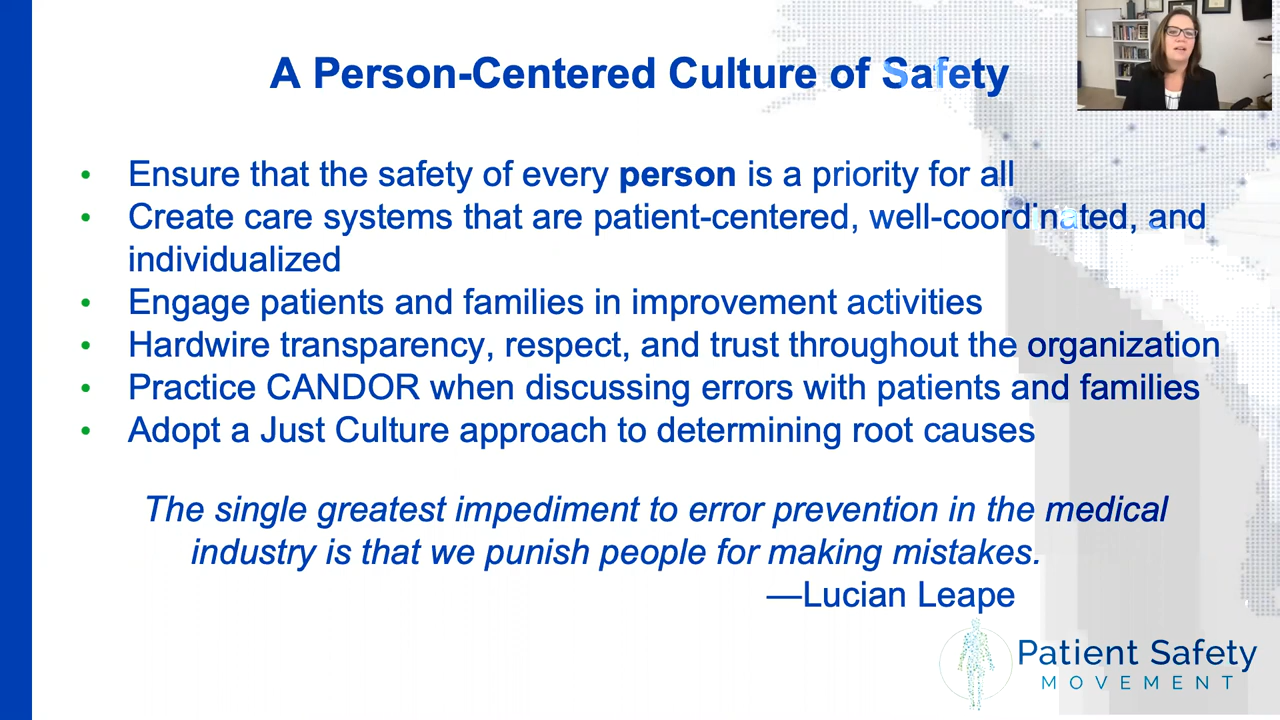 A Person-Centered Culture of Safety
• Ensure that the safety of every person is a priority for all
• Create care systems that are patient-centered, well-coordinated, and
individualized
• Engage patients and families in improvement activities
• Hardwire transparency, respect, and trust throughout the organization
• Practice CANDOR when discussing errors with patients and families
• Adopt a Just Culture approach to determining root causes
The single greatest impediment to error prevention in the medical
industry is that we punish people for making mistakes.
—Lucian Leape
Patient Safety
MOVEMENT